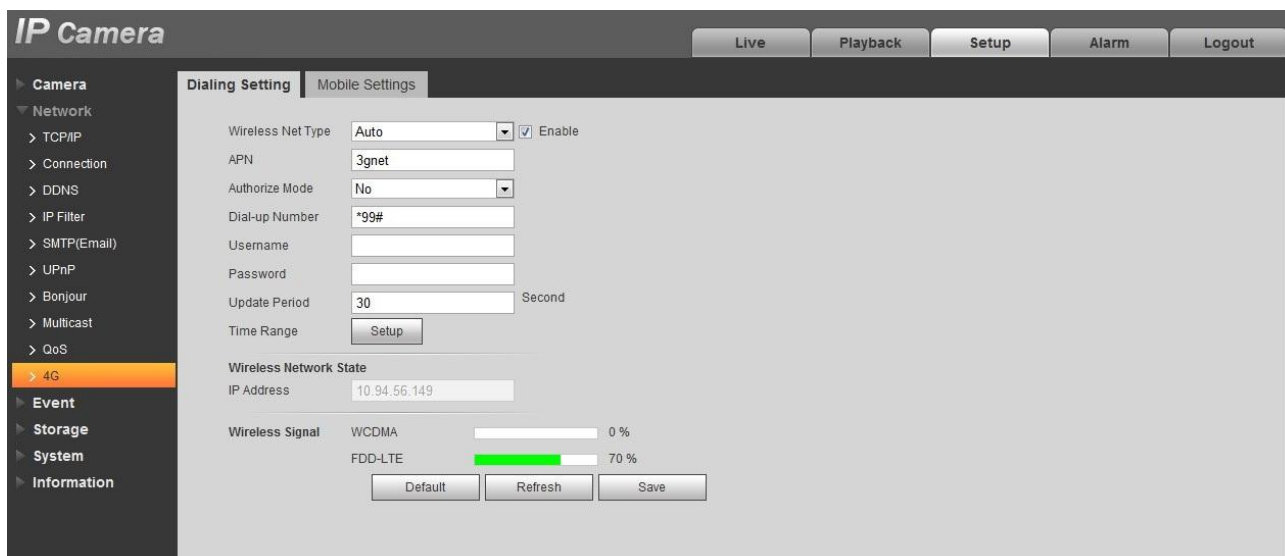 IP Camera
Live Playback Setup Alarm Logout
Camera
Network
> TCP/IP
> Connection
> DDNS
> IP Filter
> SMTP(Email)
> UPnP
> Bonjour
> Multicast
> QoS
> 4G
Event
Storage
System
Information
Dialing Setting Mobile Settings
Wireless Net Type Auto Enable
APN 3gnet
Authorize Mode No
Dial-up Number *99#
Username
Password
Update Period 30 Second
Time Range Setup
Wireless Network State
IP Address 10.94.56.149
Wireless Signal WCDMA 0 %
FDD-LTE 70 %
Default Refresh Save